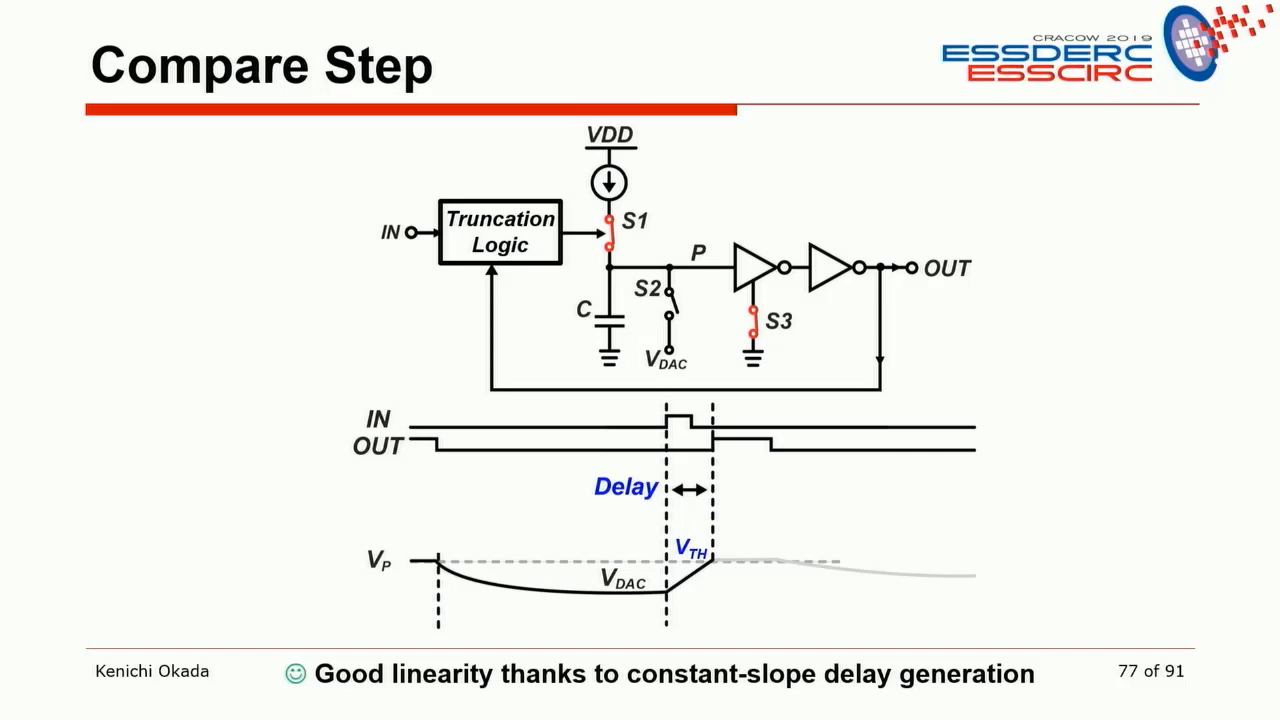 Compare Step
CRACOW 2019
ESSDERC
ESSCIRC
VDD
IN
Truncation
Logic
S1
P
OUT
S2
C
S3
VDAC
IN
OUT
Delay
VTH
VP
VDAC
Kenichi Okada
Good linearity thanks to constant-slope delay generation
77 of 91